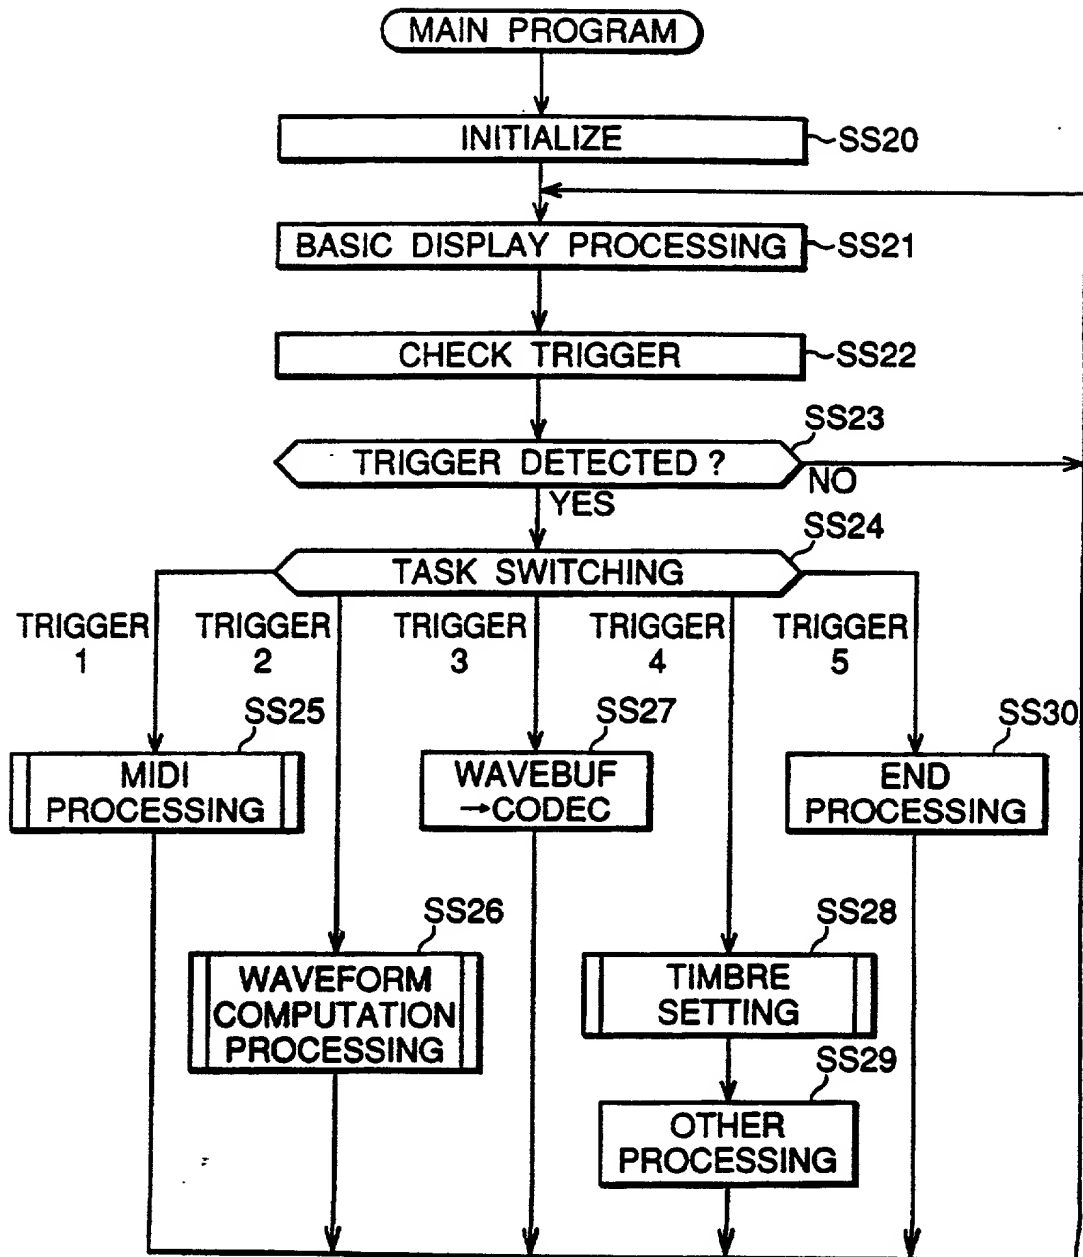 MAIN PROGRAM
INITIALIZE
SS20
BASIC DISPLAY PROCESSING
SS21
CHECK TRIGGER
SS22
SS23
TRIGGER DETECTED ?
NO
YES
SS24
TASK SWITCHING
TRIGGER
1
TRIGGER
2
TRIGGER
3
TRIGGER
4
TRIGGER
5
SS25
MIDI
PROCESSING
SS27
WAVEBUF
→CODEC
SS30
END
PROCESSING
SS26
WAVEFORM
COMPUTATION
PROCESSING
SS28
TIMBRE
SETTING
SS29
OTHER
PROCESSING